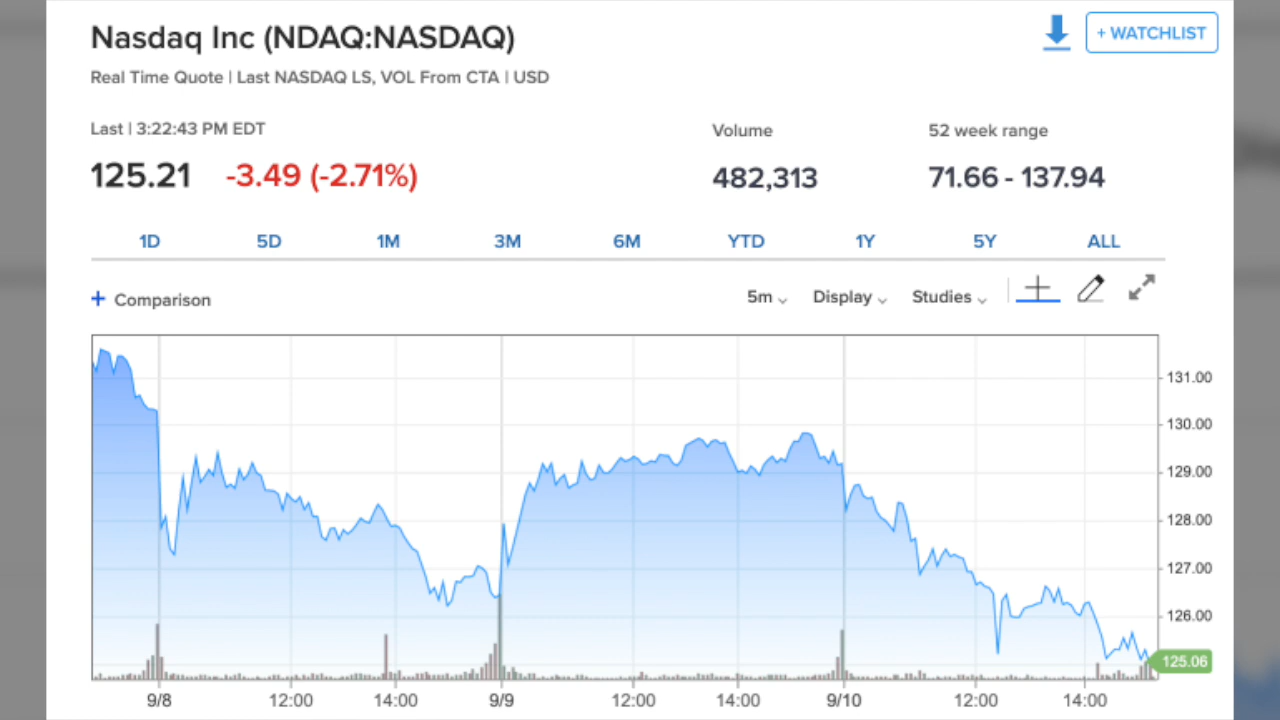 Nasdaq Inc (NDAQ:NASDAQ)
+ WATCHLIST
Real Time Quote | Last NASDAQ LS, VOL From CTA | USD
Last | 3:22:43 PM EDT
Volume
52 week range
125.21 -3.49 (-2.71%)
482,313
71.66 - 137.94
1D 5D 1M 3M 6M YTD 1Y 5Y ALL
+ Comparison
5m Display Studies
131.00
130.00
129.00
128.00
127.00
126.00
125.06
9/8 12:00 14:00 9/9 12:00 14:00 9/10 12:00 14:00